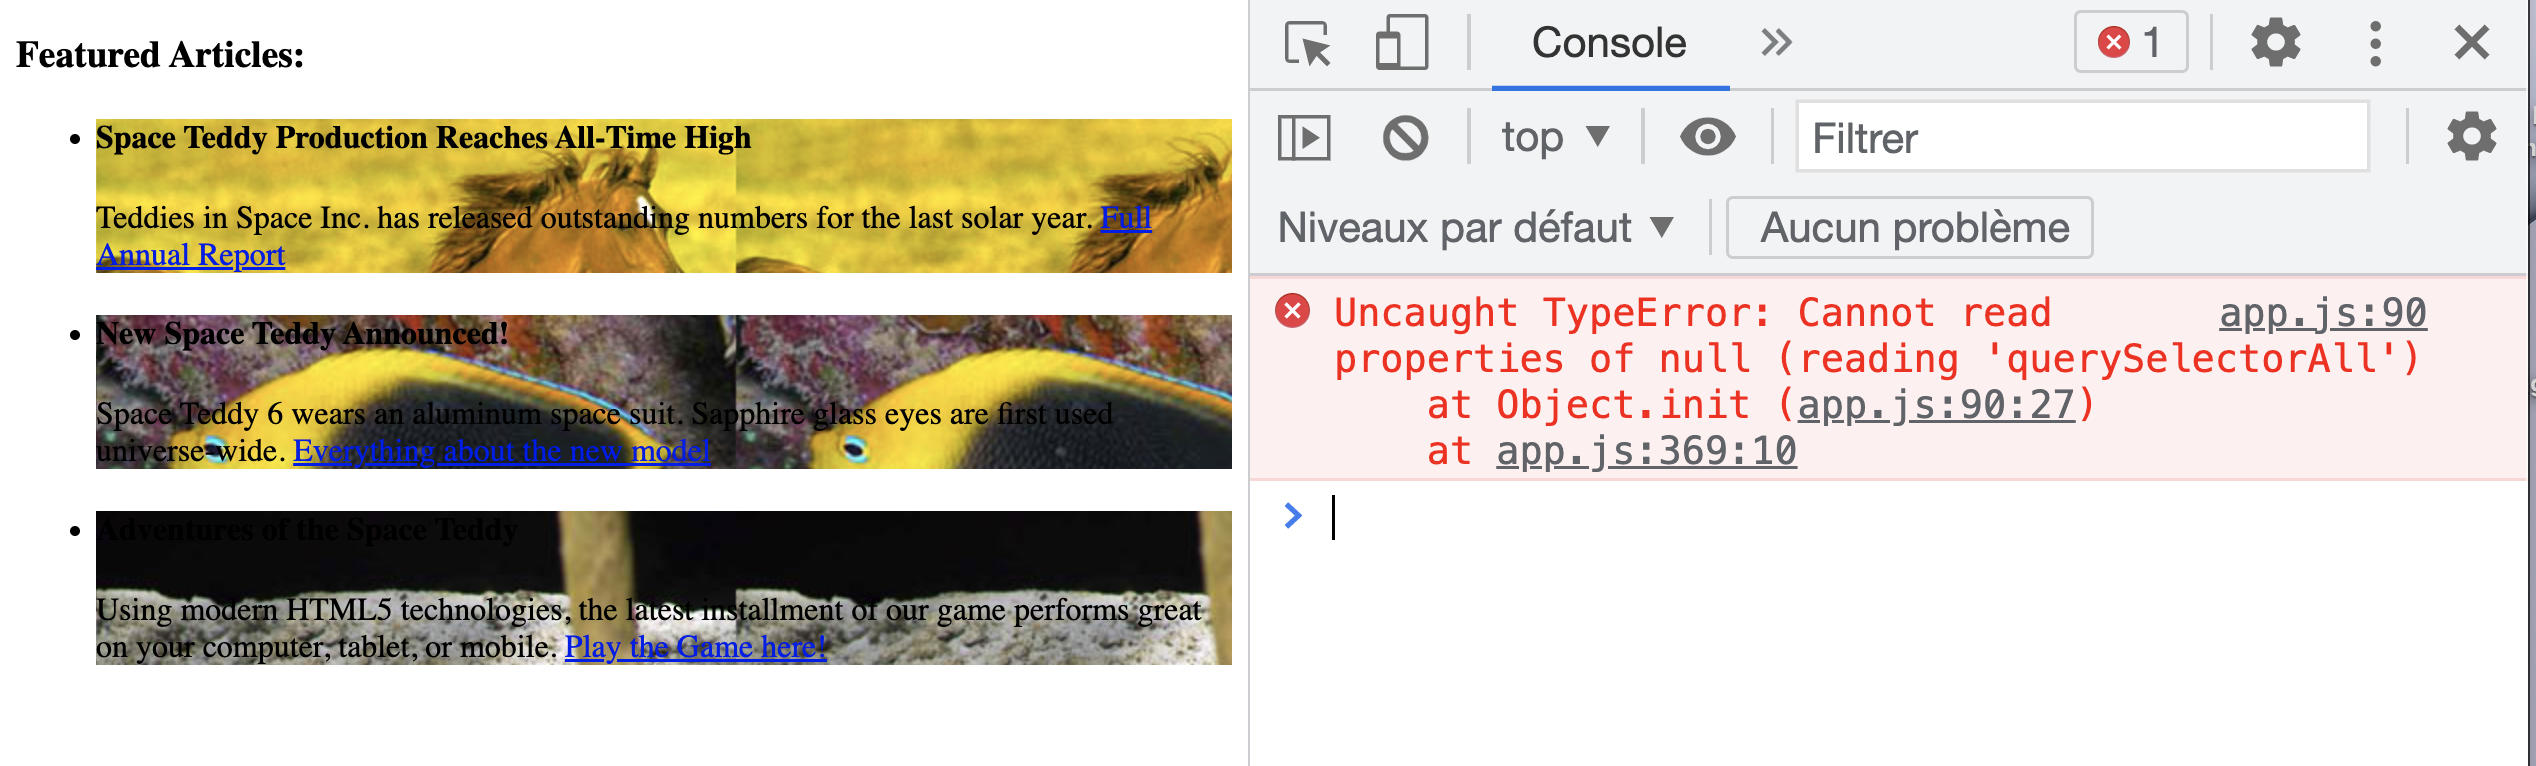 Featured Articles:
Space Teddy Production Reaches All-Time High
Teddies in Space Inc. has released outstanding numbers for the last solar year. Full
Annual Report
New Space Teddy Announced!
Space Teddy 6 wears an aluminum space suit. Sapphire glass eyes are first used
universe-wide. Everything about the new model
Adventures of the Space Teddy
Using modern HTML5 technologies, the latest installment of our game performs great
on your computer, tablet, or mobile. Play the Game here!
Console
1
top
Filtrer
Niveaux par défaut
Aucun problème
Uncaught TypeError: Cannot read app.js:90
properties of null (reading 'querySelectorAll')
at Object.init (app.js:90:27)
at app.js:369:10